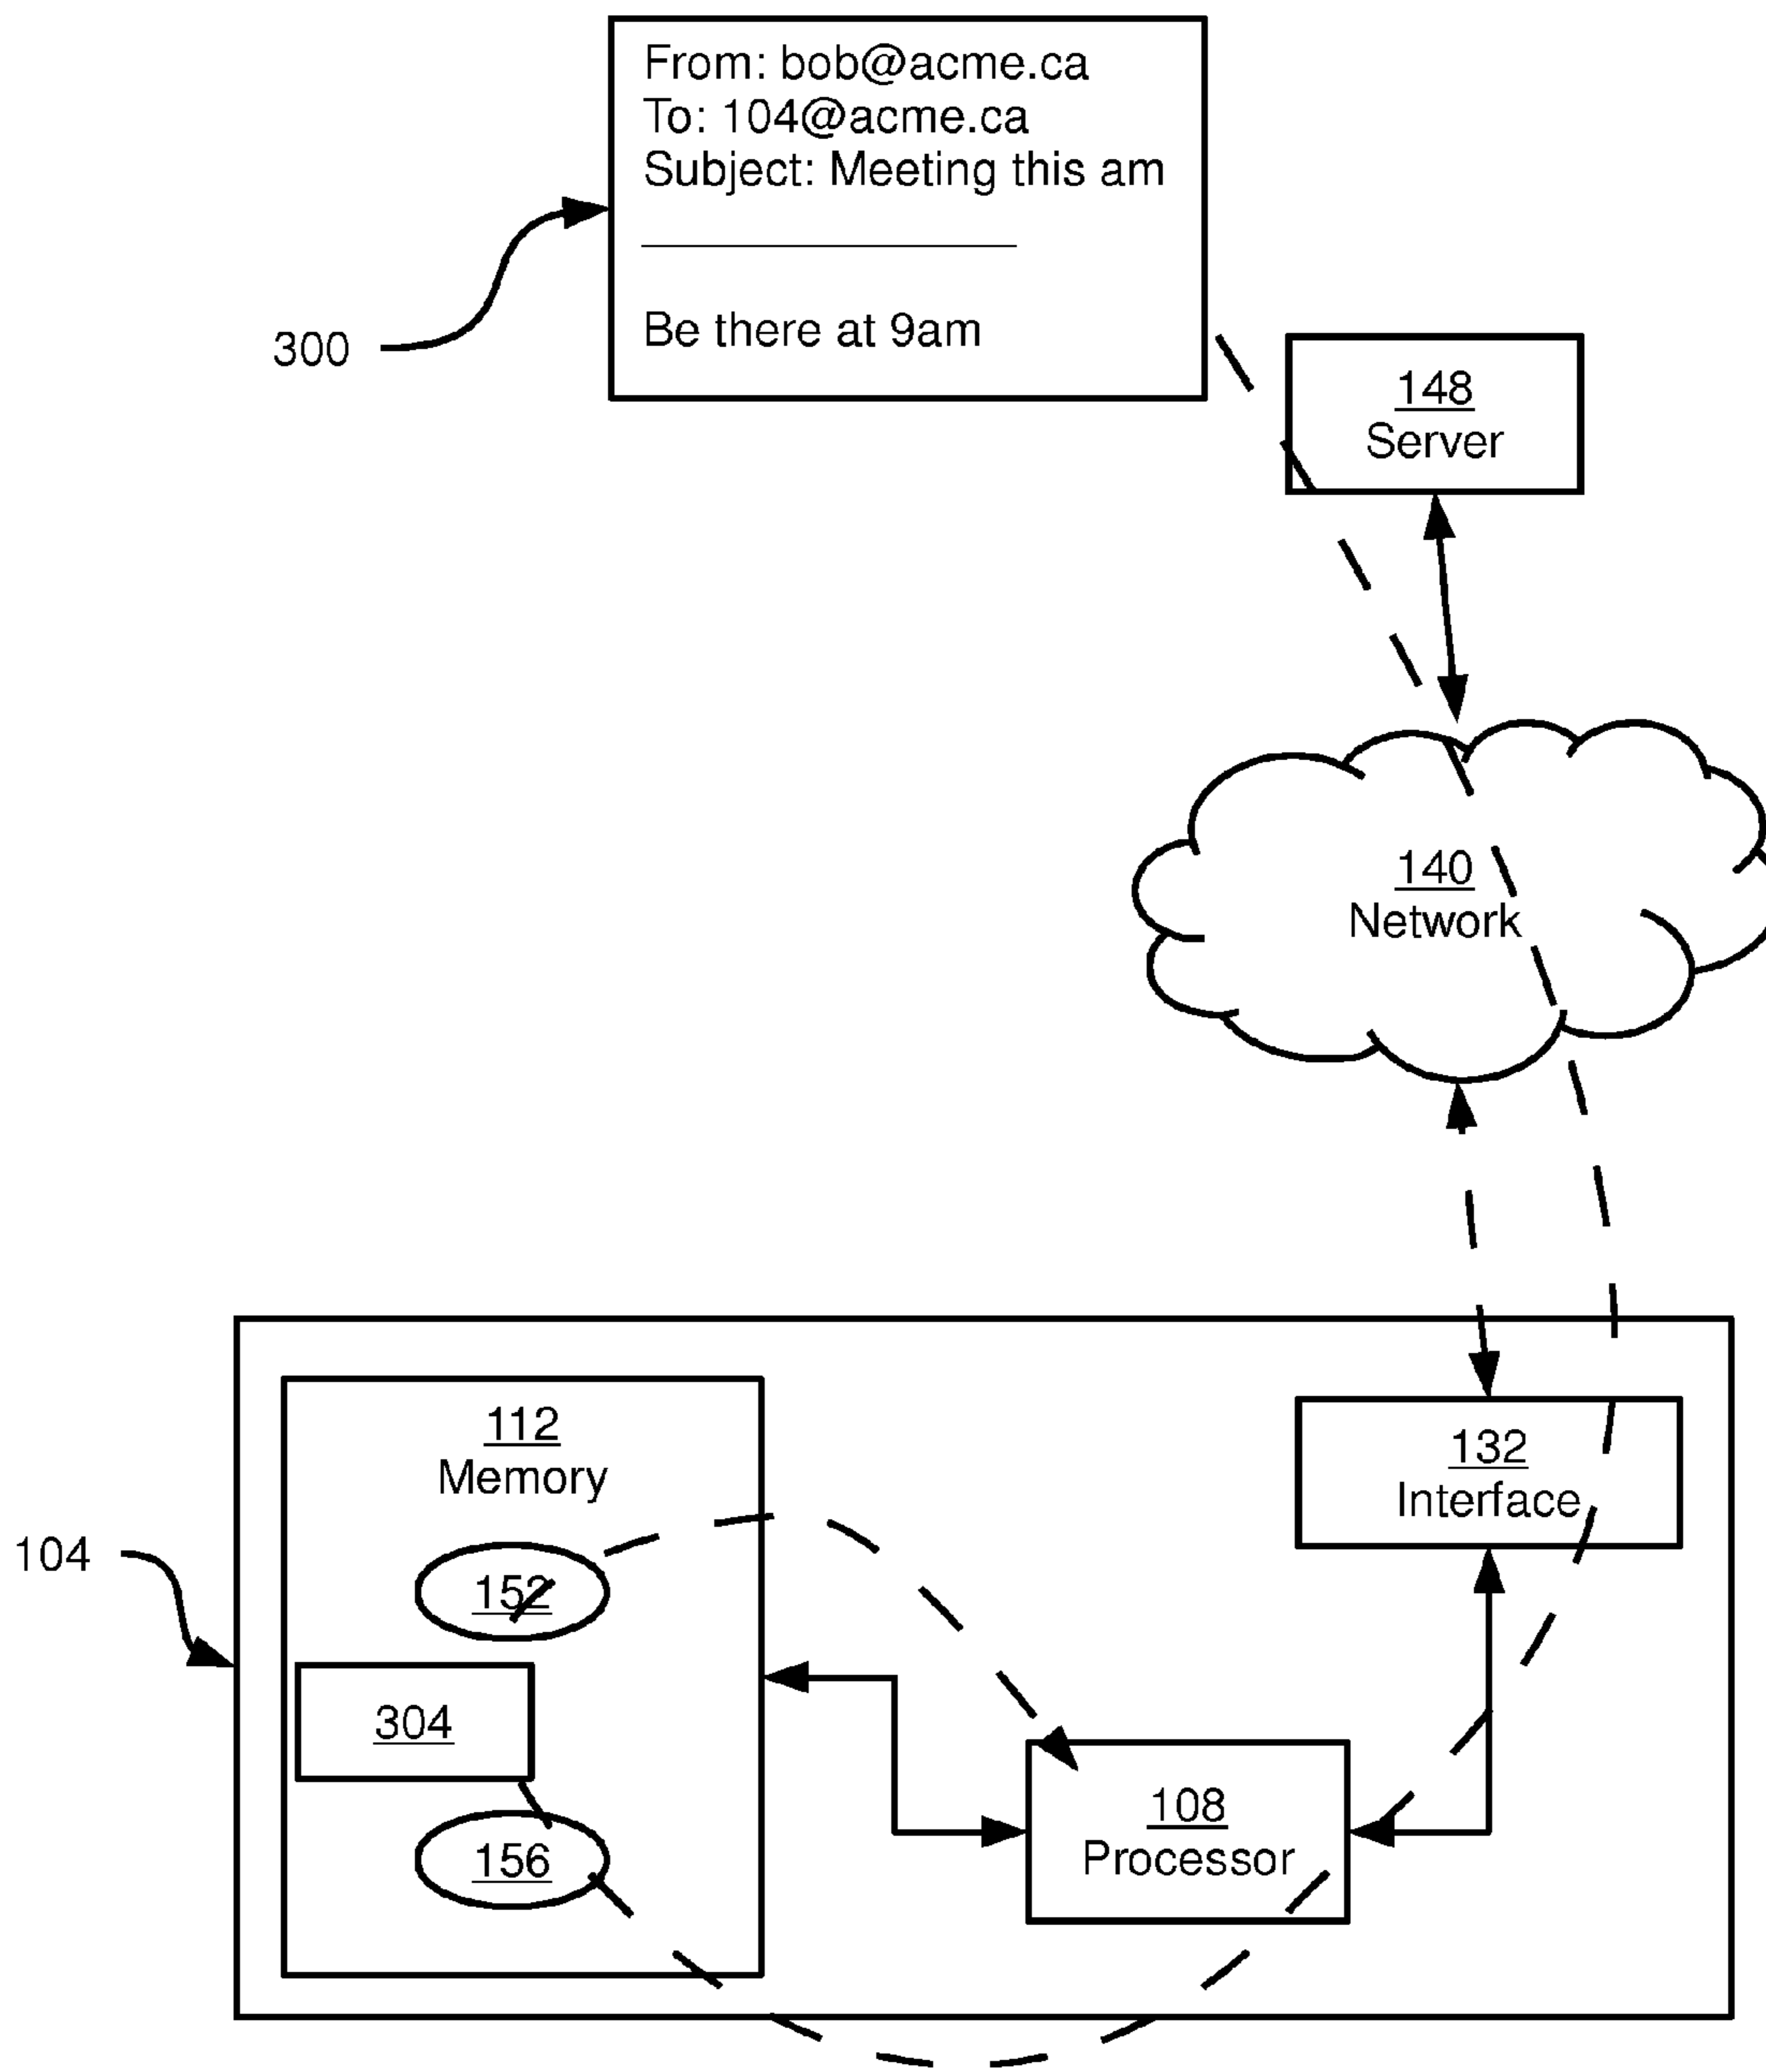 From: bob@acme.ca
To: 104@acme.ca
Subject: Meeting this am
Be there at 9am
300
148
Server
140
Network
112
Memory
132
Interface
104
152
304
156
108
Processor